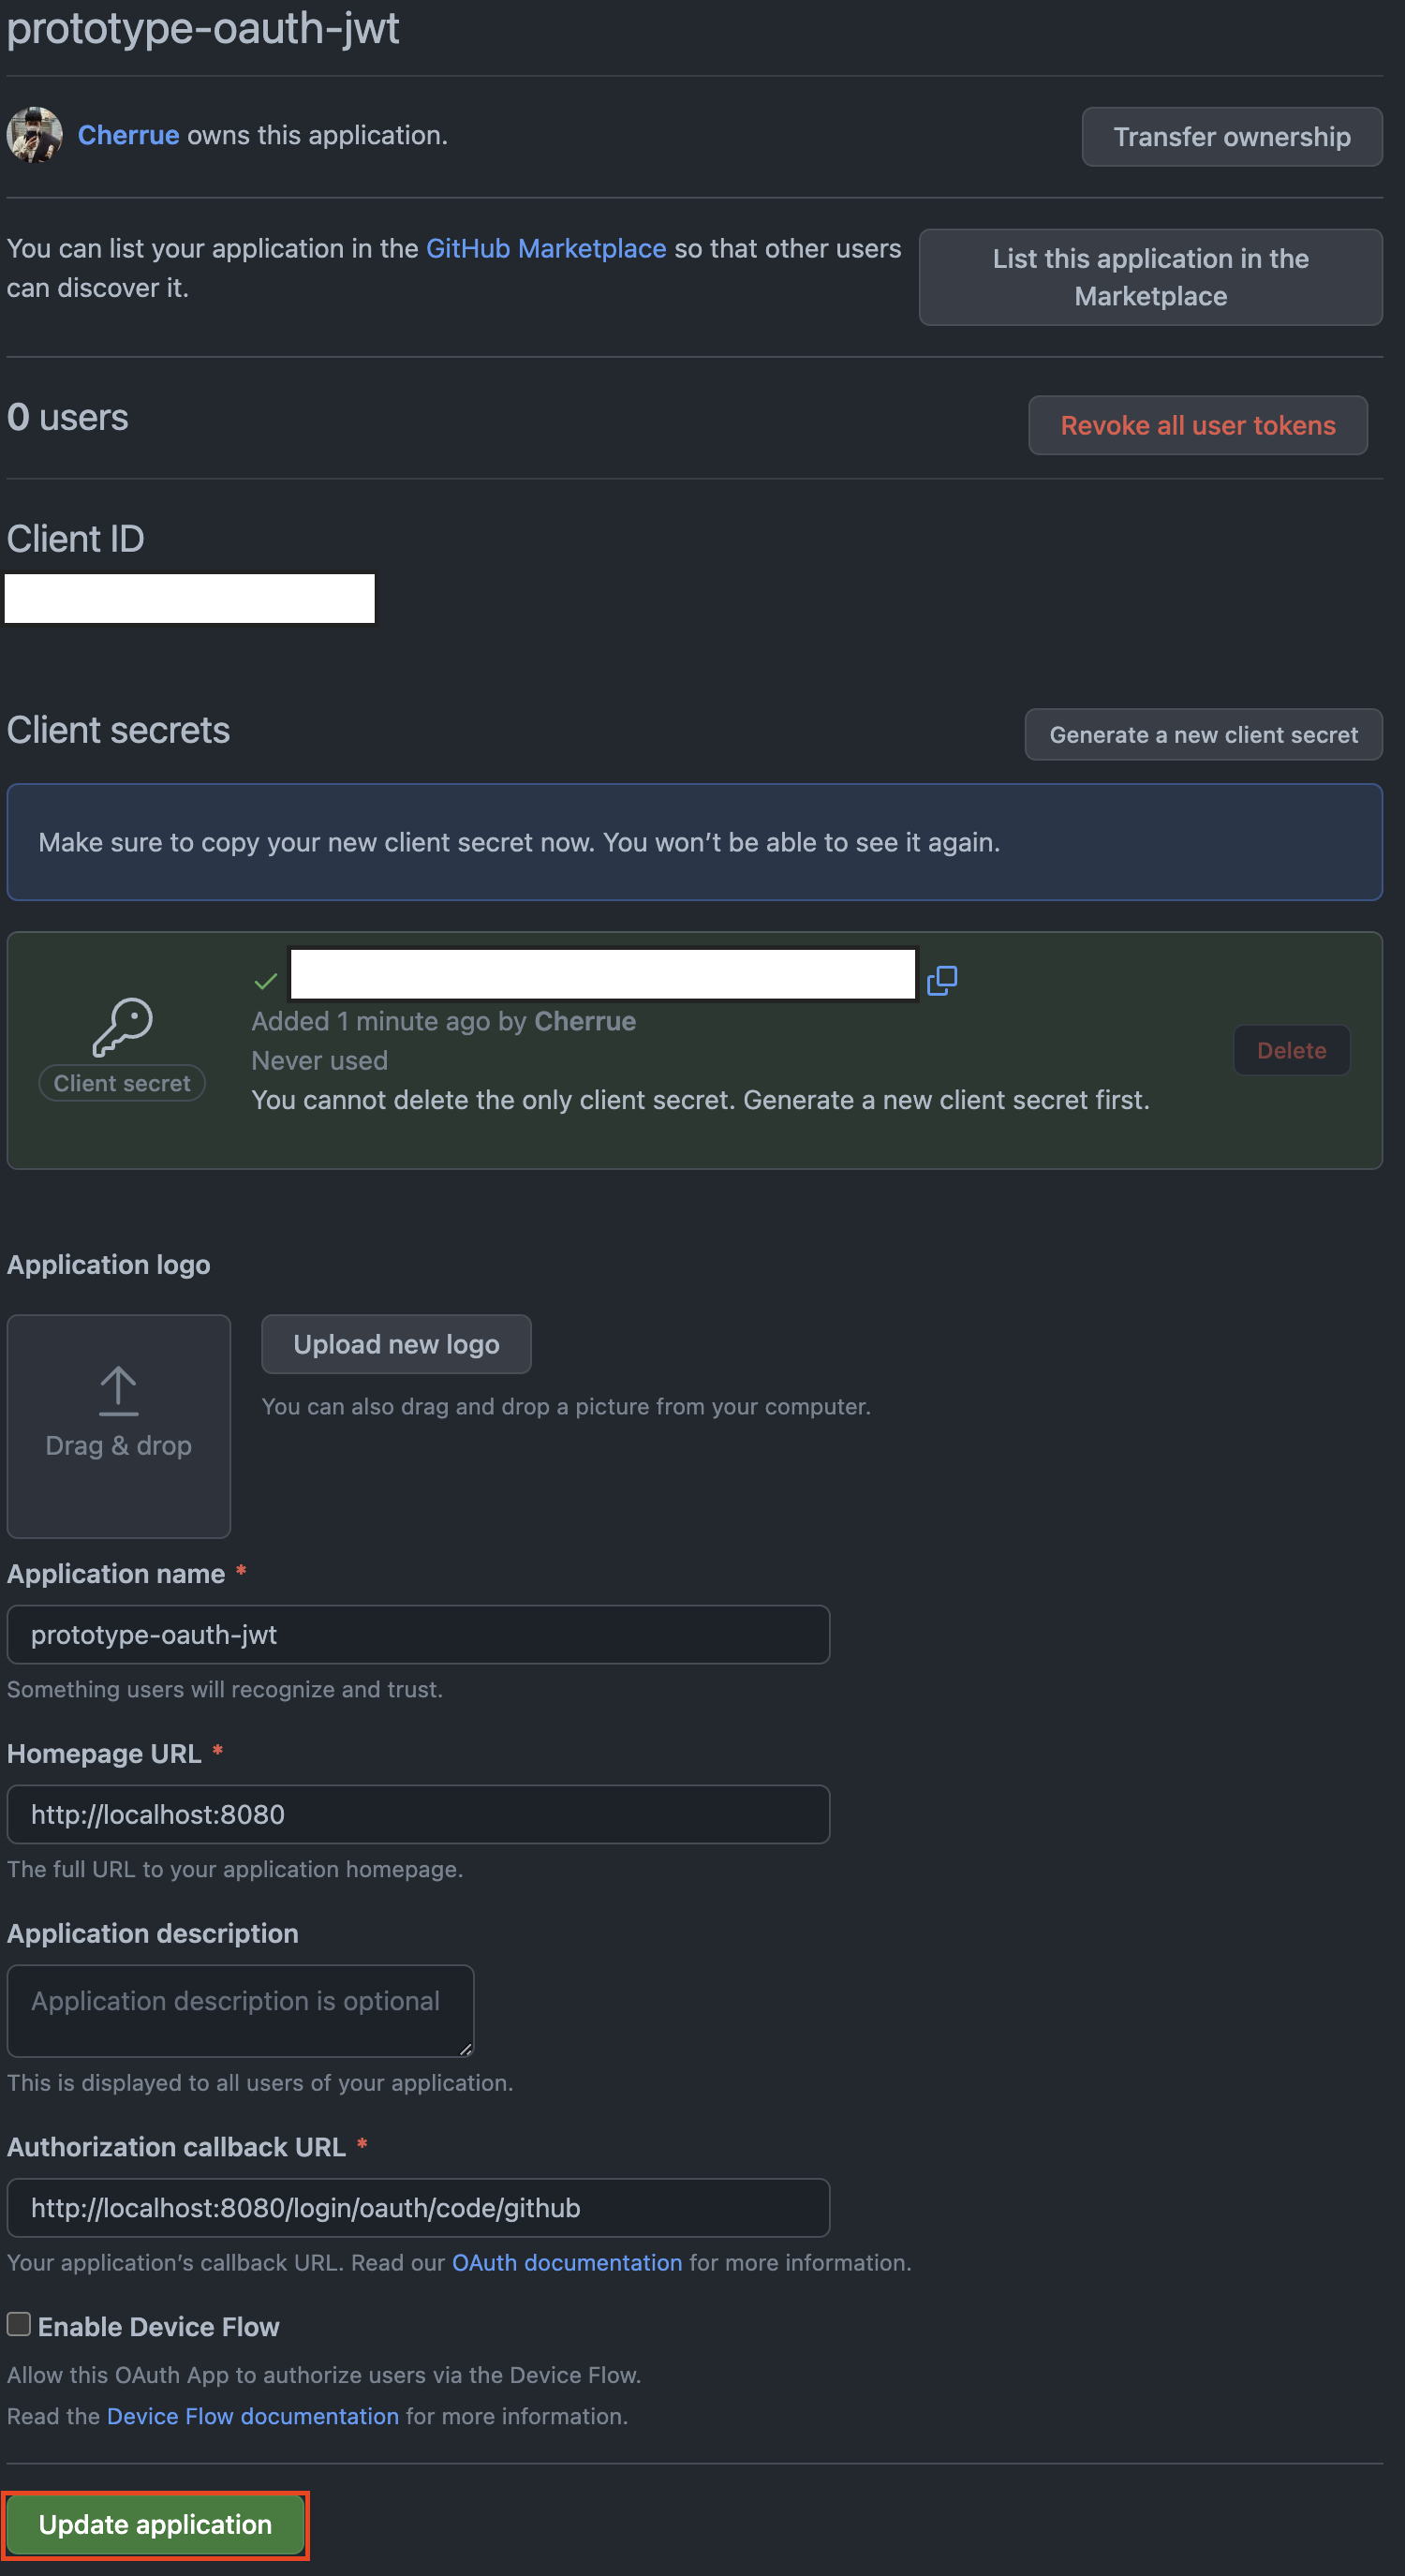 prototype-oauth-jwt
Cherrue owns this application.
Transfer ownership
You can list your application in the GitHub Marketplace so that other users
can discover it.
List this application in the
Marketplace
0 users
Revoke all user tokens
Client ID
Client secrets
Generate a new client secret
Make sure to copy your new client secret now. You won’t be able to see it again.
Added 1 minute ago by Cherrue
Never used
You cannot delete the only client secret. Generate a new client secret first.
Client secret
Delete
Application logo
Drag & drop
Upload new logo
You can also drag and drop a picture from your computer.
Application name *
prototype-oauth-jwt
Something users will recognize and trust.
Homepage URL *
http://localhost:8080
The full URL to your application homepage.
Application description
Application description is optional
This is displayed to all users of your application.
Authorization callback URL *
http://localhost:8080/login/oauth/code/github
Your application’s callback URL. Read our OAuth documentation for more information.
Enable Device Flow
Allow this OAuth App to authorize users via the Device Flow.
Read the Device Flow documentation for more information.
Update application